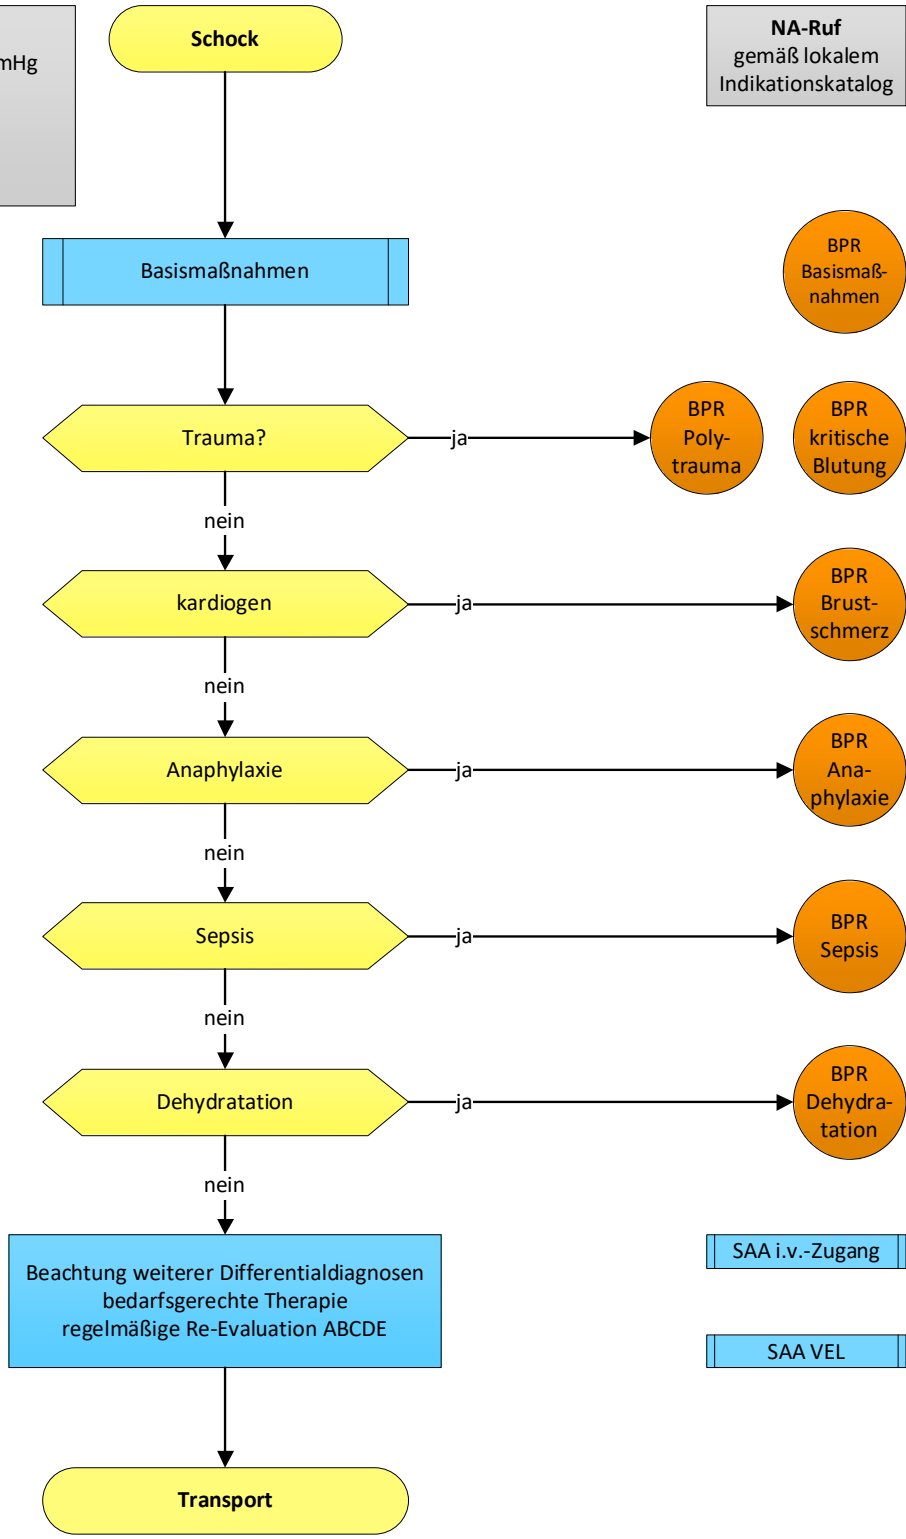 Schock
mHg
NA-Ruf
gemäß lokalem
Indikationskatalog
Basismaßnahmen
BPR
Basismaß-
nahmen
Trauma?
ja
BPR
Poly-
trauma
BPR
kritische
Blutung
nein
kardiogen
ja
BPR
Brust-
schmerz
nein
Anaphylaxie
ja
BPR
Ana-
phylaxie
nein
Sepsis
ja
BPR
Sepsis
nein
Dehydratation
ja
BPR
Dehydra-
tation
nein
Beachtung weiterer Differentialdiagnosen
bedarfsgerechte Therapie
regelmäßige Re-Evaluation ABCDE
SAA i.v.-Zugang
SAA VEL
Transport